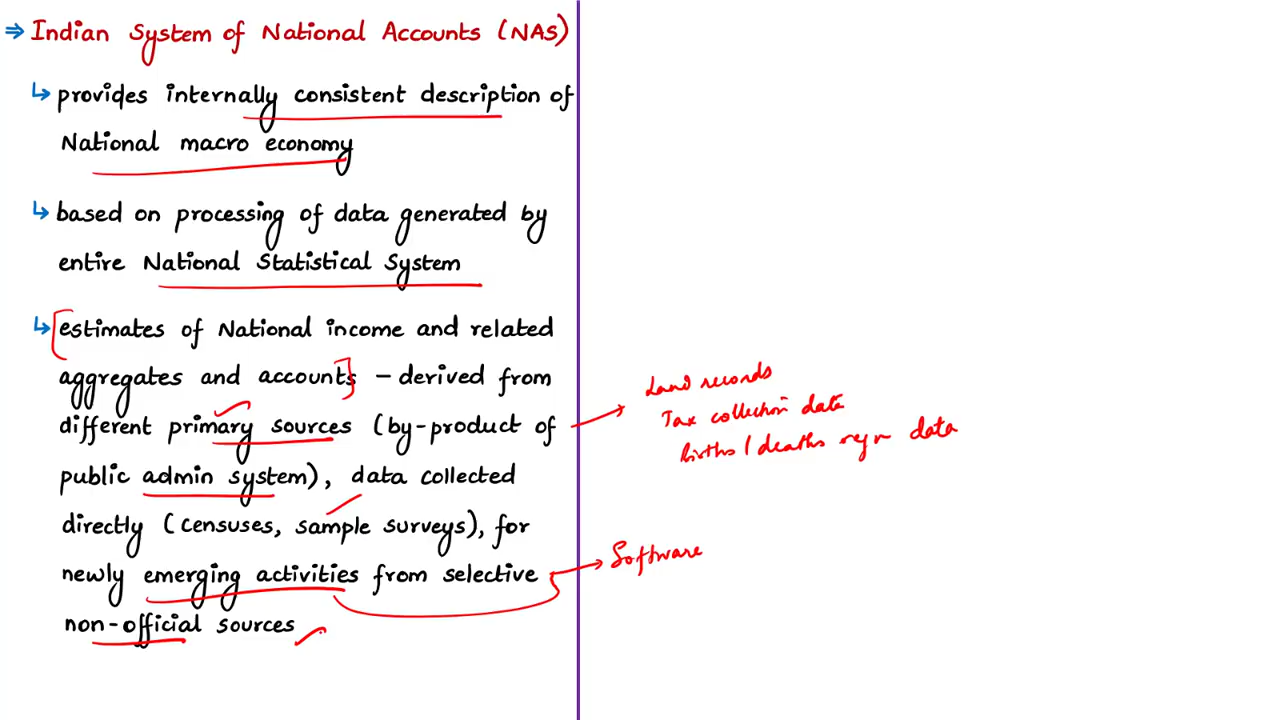 ⇒ Indian System of National Accounts (NAS)
↳ provides internally consistent description of
National macro economy
↳ based on processing of data generated by
entire National Statistical System
↳ estimates of National income and related
aggregates and accounts – derived from
different primary sources (by-product of
public admin system), data collected
directly (censuses, sample surveys), for
newly emerging activities from selective
non-official sources
Land records
Tax collection data
Births / deaths regn data
Software